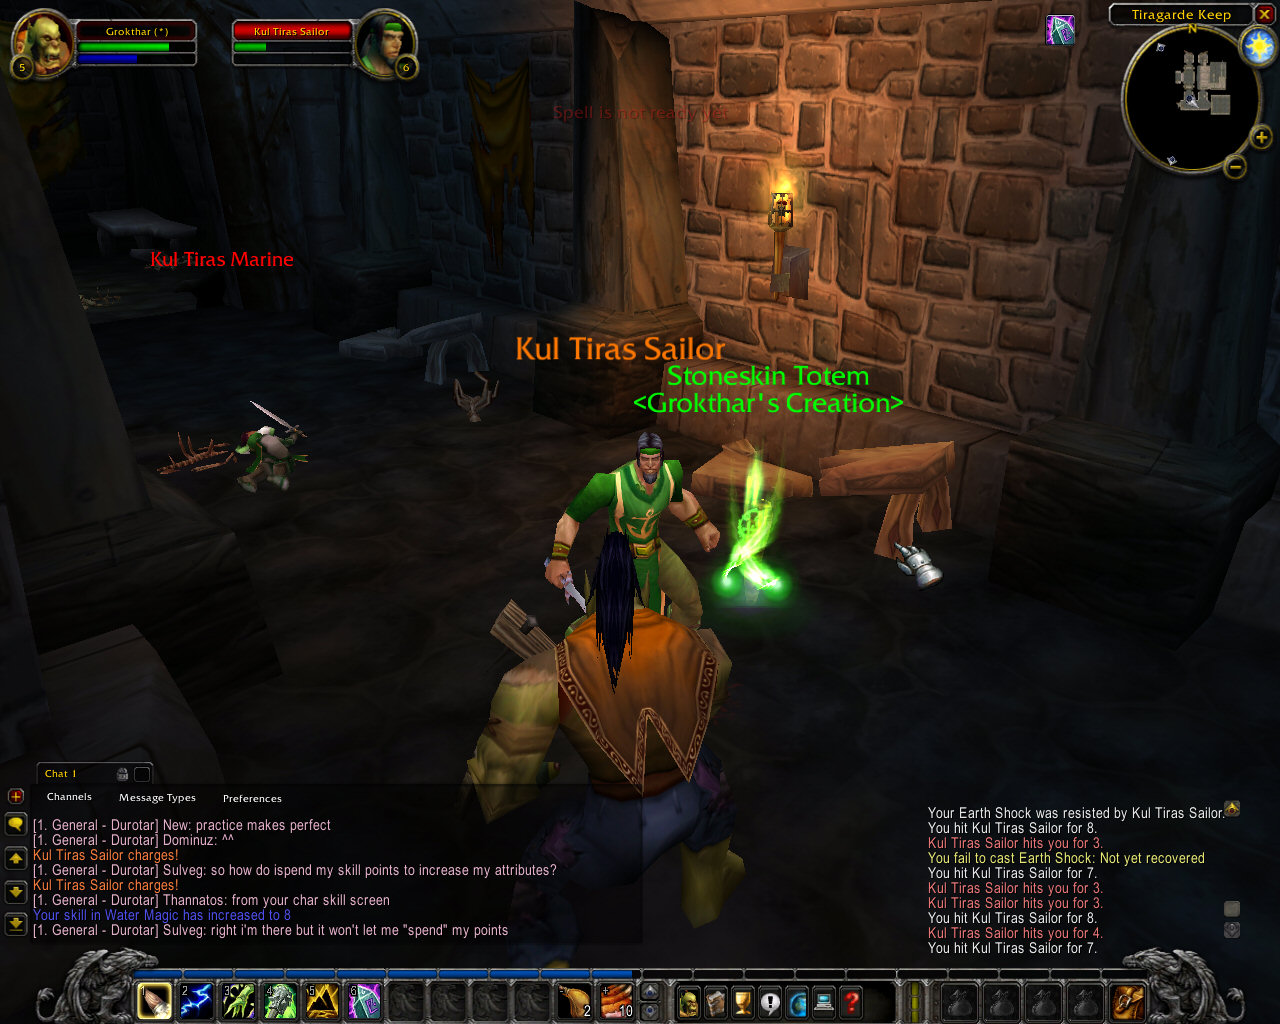 Grokthar (*)
5
Kul Tiras Sailor
6
Tiragarde Keep
N
Spell is not ready yet
Kul Tiras Marine
Kul Tiras Sailor
Stoneskin Totem
<Grokthar's Creation>
Chat 1
Channels
Message Types
Preferences
[1. General - Durotar] New: practice makes perfect
[1. General - Durotar] Dominuz: ^^
Kul Tiras Sailor charges!
[1. General - Durotar] Sulveg: so how do ispend my skill points to increase my attributes?
Kul Tiras Sailor charges!
[1. General - Durotar] Thannatos: from your char skill screen
Your skill in Water Magic has increased to 8
[1. General - Durotar] Sulveg: right i'm there but it won't let me "spend" my points
Your Earth Shock was resisted by Kul Tiras Sailor.
You hit Kul Tiras Sailor for 8.
Kul Tiras Sailor hits you for 3.
You fail to cast Earth Shock: Not yet recovered
You hit Kul Tiras Sailor for 7.
Kul Tiras Sailor hits you for 3.
Kul Tiras Sailor hits you for 3.
You hit Kul Tiras Sailor for 8.
Kul Tiras Sailor hits you for 4.
You hit Kul Tiras Sailor for 7.
1
2
3
4
5
6
2
10